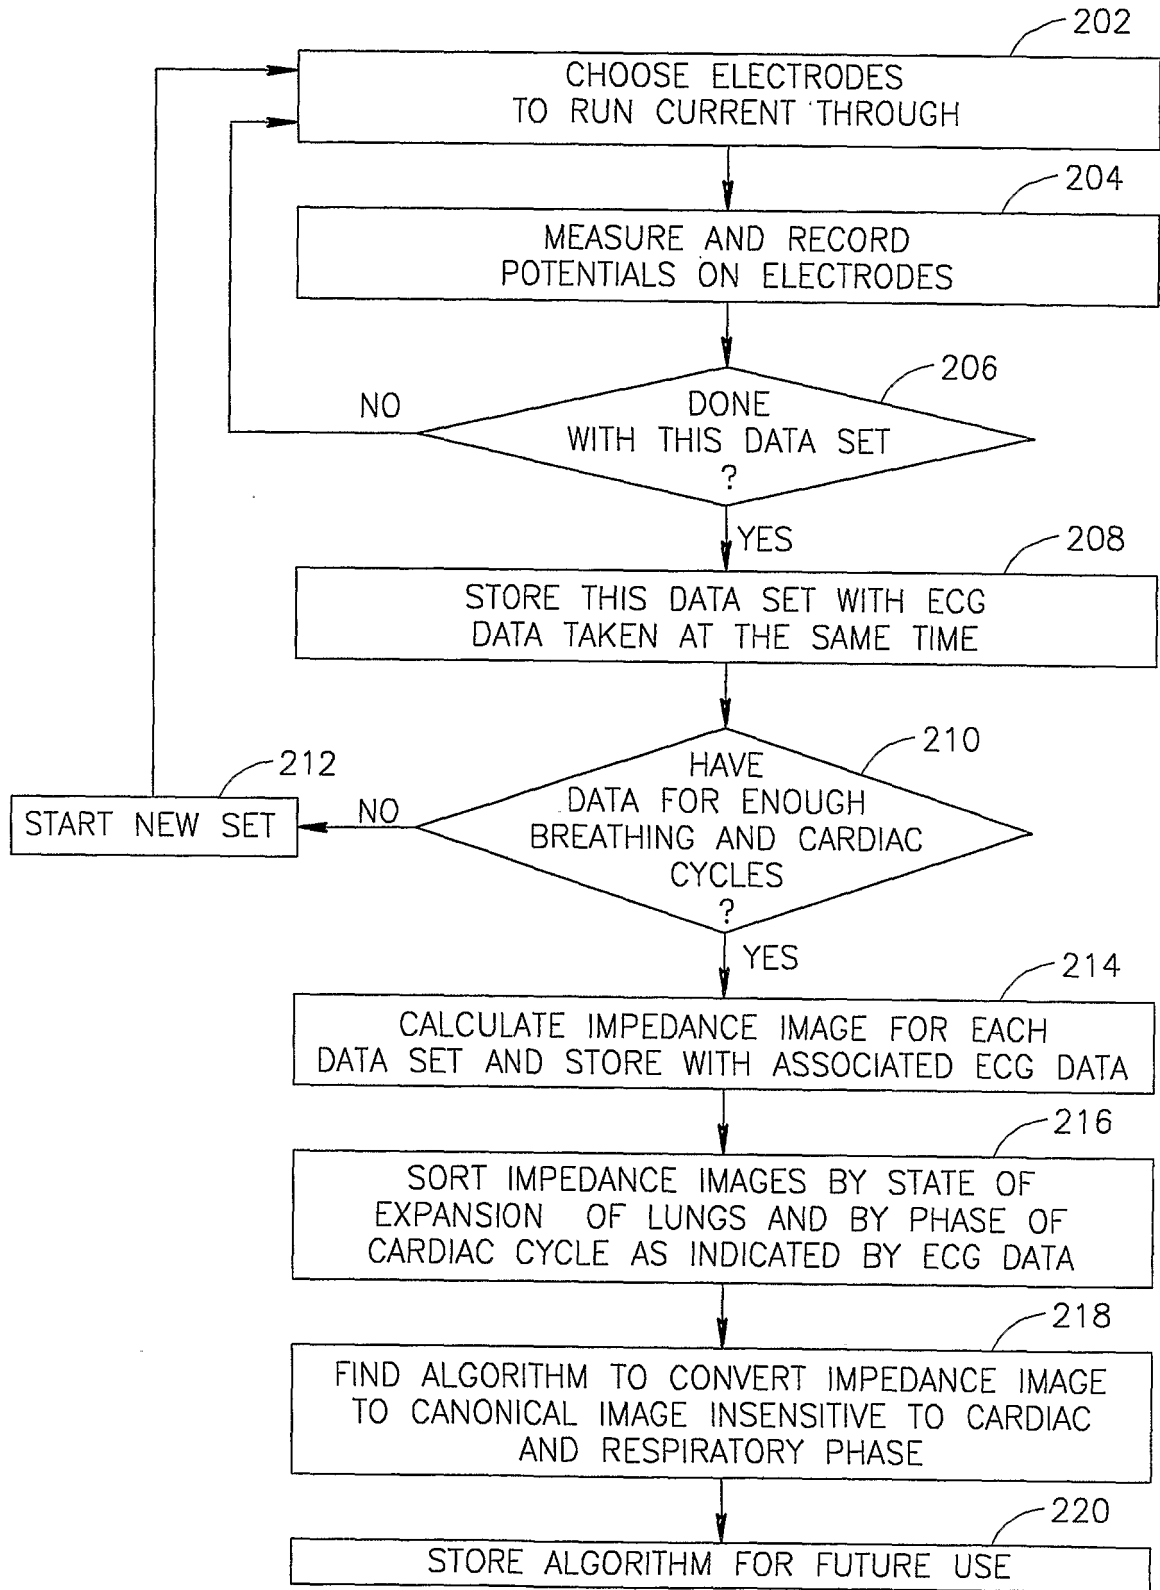 202
CHOOSE ELECTRODES
TO RUN CURRENT THROUGH
204
MEASURE AND RECORD
POTENTIALS ON ELECTRODES
206
NO
DONE
WITH THIS DATA SET
?
YES
208
STORE THIS DATA SET WITH ECG
DATA TAKEN AT THE SAME TIME
210
212
HAVE
DATA FOR ENOUGH
BREATHING AND CARDIAC
CYCLES
?
NO
START NEW SET
YES
214
CALCULATE IMPEDANCE IMAGE FOR EACH
DATA SET AND STORE WITH ASSOCIATED ECG DATA
216
SORT IMPEDANCE IMAGES BY STATE OF
EXPANSION OF LUNGS AND BY PHASE OF
CARDIAC CYCLE AS INDICATED BY ECG DATA
218
FIND ALGORITHM TO CONVERT IMPEDANCE IMAGE
TO CANONICAL IMAGE INSENSITIVE TO CARDIAC
AND RESPIRATORY PHASE
220
STORE ALGORITHM FOR FUTURE USE